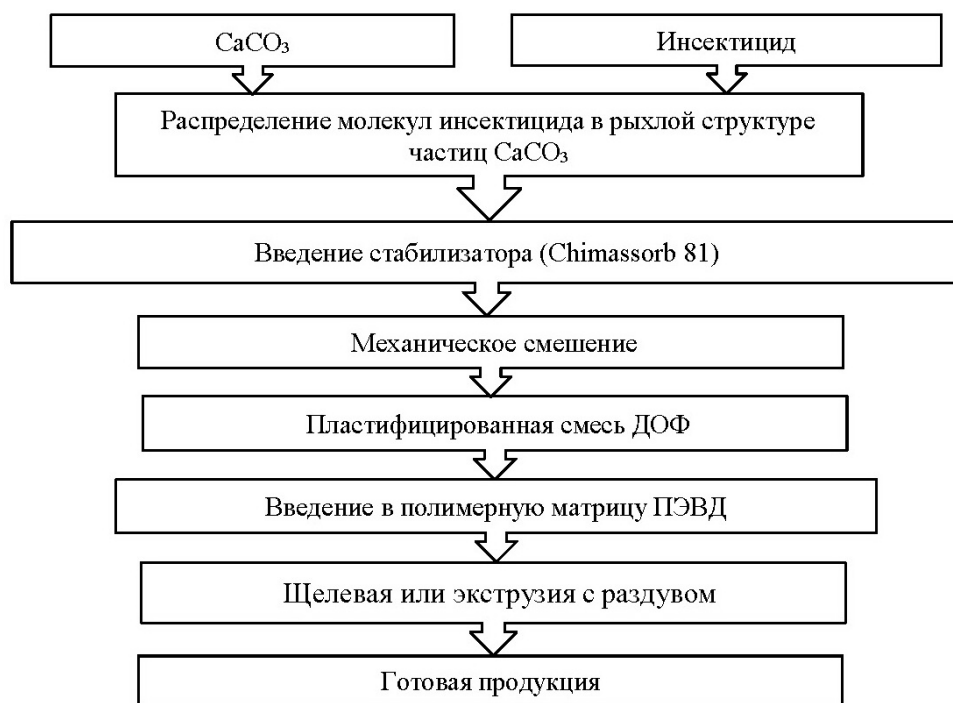 CaCO₃
Инсектицид
Распределение молекул инсектицида в рыхлой структуре
частиц CaCO₃
Введение стабилизатора (Chimassorb 81)
Механическое смешение
Пластифицированная смесь ДОФ
Введение в полимерную матрицу ПЭВД
Щелевая или экструзия с раздувом
Готовая продукция